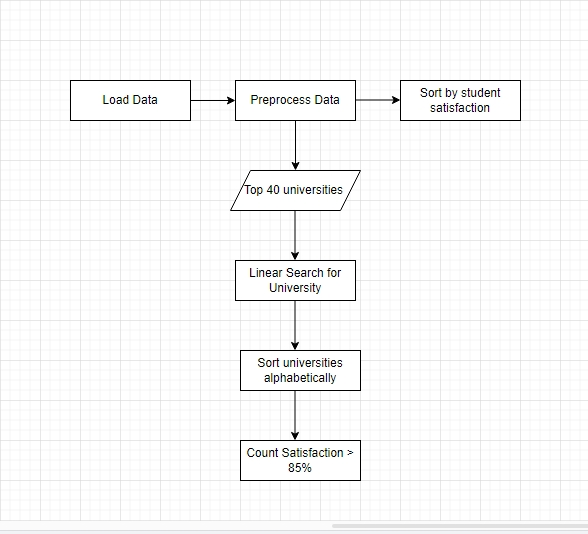 Load Data
Preprocess Data
Sort by student
satisfaction
Top 40 universities
Linear Search for
University
Sort universities
alphabetically
Count Satisfaction >
85%